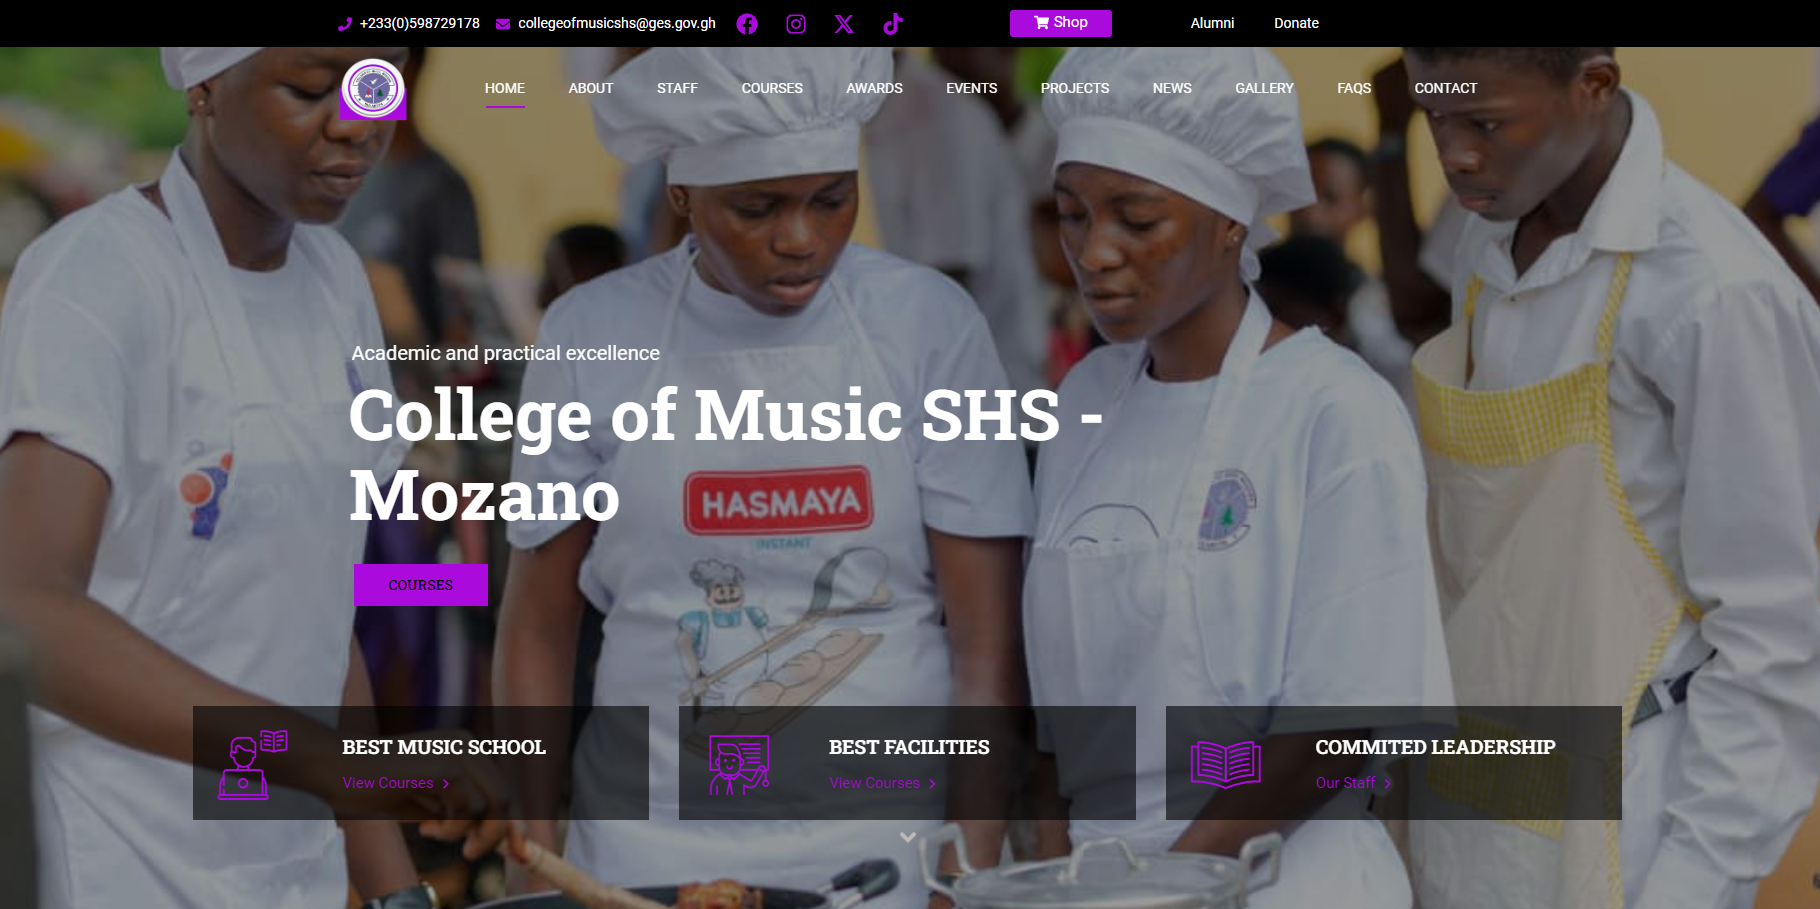 +233(0)598729178 collegeofmusicshs@ges.gov.gh Shop Alumni Donate
HOME ABOUT STAFF COURSES AWARDS EVENTS PROJECTS NEWS GALLERY FAQS CONTACT
Academic and practical excellence
College of Music SHS -
Mozano
HASMAYA
INSTANT
COURSES
BEST MUSIC SCHOOL
View Courses
BEST FACILITIES
View Courses
COMMITED LEADERSHIP
Our Staff